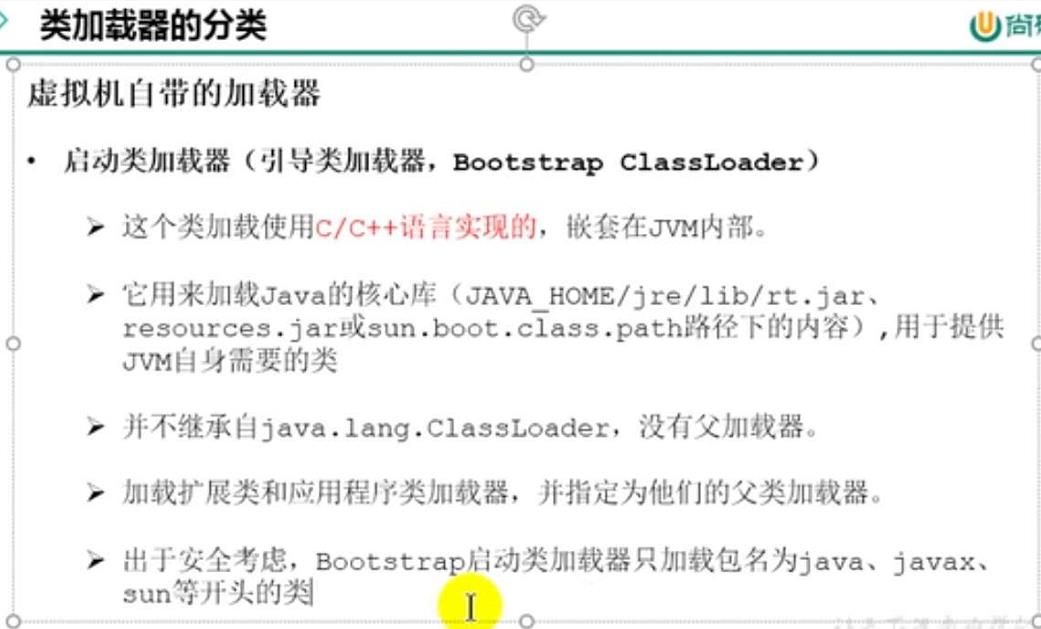 类加载器的分类
尚
虚拟机自带的加载器
• 启动类加载器（引导类加载器，Bootstrap ClassLoader）
➢ 这个类加载使用C/C++语言实现的，嵌套在JVM内部。
➢ 它用来加载Java的核心库（JAVA_HOME/jre/lib/rt.jar、
resources.jar或sun.boot.class.path路径下的内容）,用于提供
JVM自身需要的类
➢ 并不继承自java.lang.ClassLoader，没有父加载器。
➢ 加载扩展类和应用程序类加载器，并指定为他们的父类加载器。
➢ 出于安全考虑，Bootstrap启动类加载器只加载包名为java、javax、
sun等开头的类